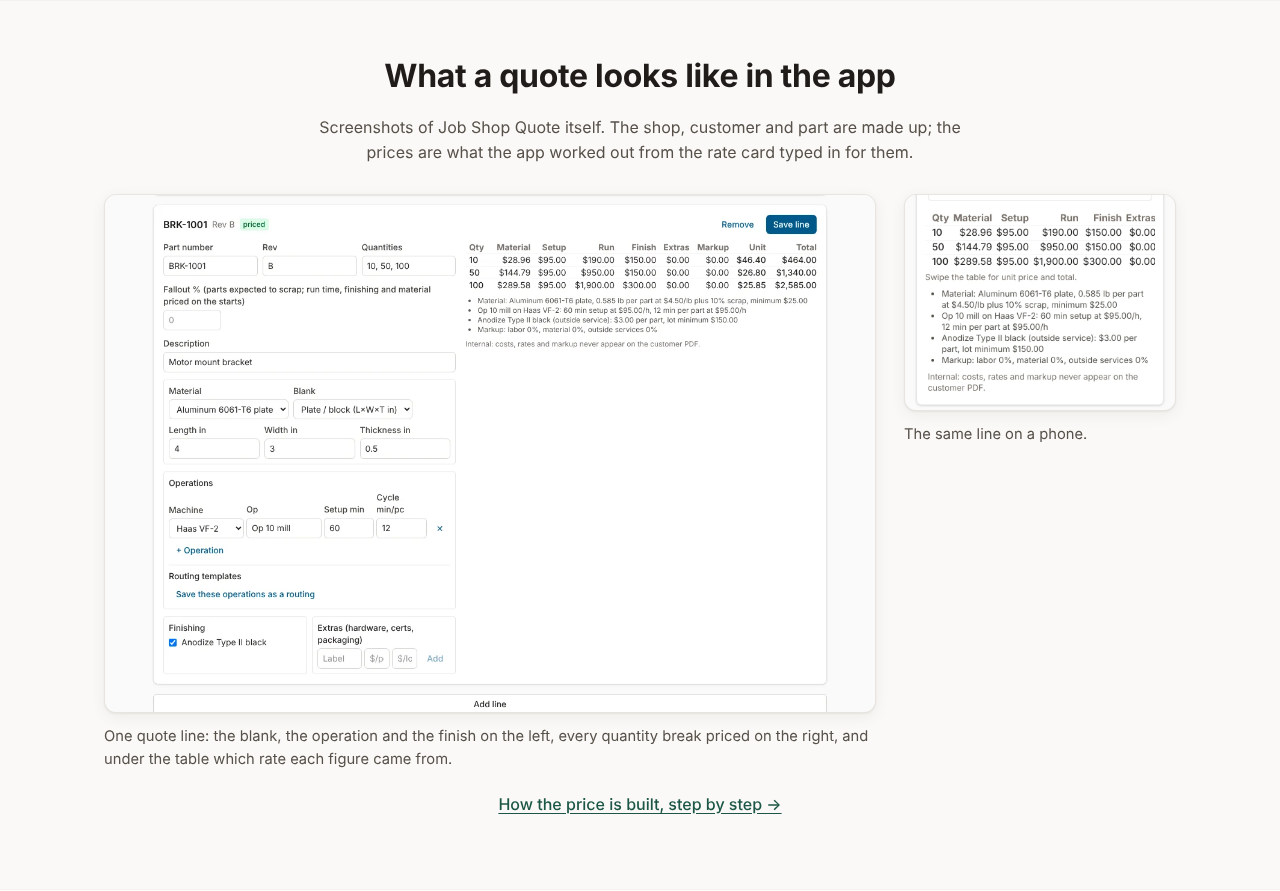 What a quote looks like in the app
Screenshots of Job Shop Quote itself. The shop, customer and part are made up; the
prices are what the app worked out from the rate card typed in for them.
BRK-1001 Rev B priced
Remove Save line
Part number Rev Quantities
BRK-1001 B 10, 50, 100
Fallout % (parts expected to scrap; run time, finishing and material
priced on the starts)
0
Description
Motor mount bracket
Material Blank
Aluminum 6061-T6 plate Plate / block (L×W×T in)
Length in Width in Thickness in
4 3 0.5
Operations
Machine Op Setup min Cycle
min/pc
Haas VF-2 Op 10 mill 60 12 ×
+ Operation
Routing templates
Save these operations as a routing
Finishing
Anodize Type II black
Extras (hardware, certs,
packaging)
Label $/p $/lc Add
Qty Material Setup Run Finish Extras Markup Unit Total
10 $28.96 $95.00 $190.00 $150.00 $0.00 $0.00 $46.40 $464.00
50 $144.79 $95.00 $950.00 $150.00 $0.00 $0.00 $26.80 $1,340.00
100 $289.58 $95.00 $1,900.00 $300.00 $0.00 $0.00 $25.85 $2,585.00
• Material: Aluminum 6061-T6 plate, 0.585 lb per part at $4.50/lb plus 10% scrap, minimum $25.00
• Op 10 mill on Haas VF-2: 60 min setup at $95.00/h, 12 min per part at $95.00/h
• Anodize Type II black (outside service): $3.00 per part, lot minimum $150.00
• Markup: labor 0%, material 0%, outside services 0%
Internal: costs, rates and markup never appear on the customer PDF.
Add line
One quote line: the blank, the operation and the finish on the left, every quantity break priced on the right, and
under the table which rate each figure came from.
Qty Material Setup Run Finish Extras
10 $28.96 $95.00 $190.00 $150.00 $0.00
50 $144.79 $95.00 $950.00 $150.00 $0.00
100 $289.58 $95.00 $1,900.00 $300.00 $0.00
Swipe the table for unit price and total.
• Material: Aluminum 6061-T6 plate, 0.585 lb per part
at $4.50/lb plus 10% scrap, minimum $25.00
• Op 10 mill on Haas VF-2: 60 min setup at $95.00/h,
12 min per part at $95.00/h
• Anodize Type II black (outside service): $3.00 per
part, lot minimum $150.00
• Markup: labor 0%, material 0%, outside services 0%
Internal: costs, rates and markup never appear on the
customer PDF.
The same line on a phone.
How the price is built, step by step →